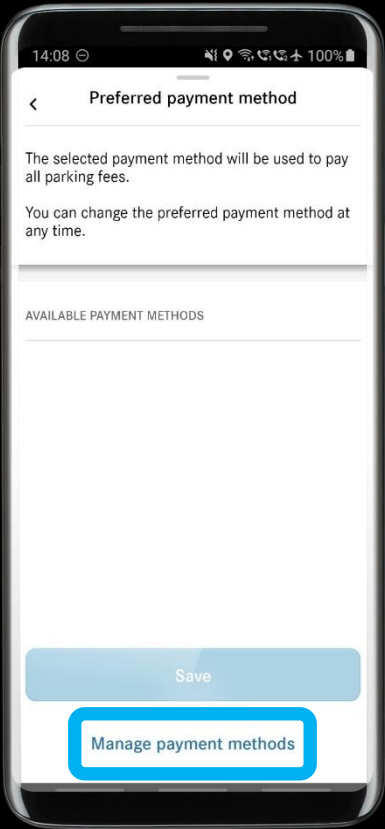 14:08 100%
Preferred payment method
The selected payment method will be used to pay
all parking fees.
You can change the preferred payment method at
any time.
AVAILABLE PAYMENT METHODS
Save
Manage payment methods